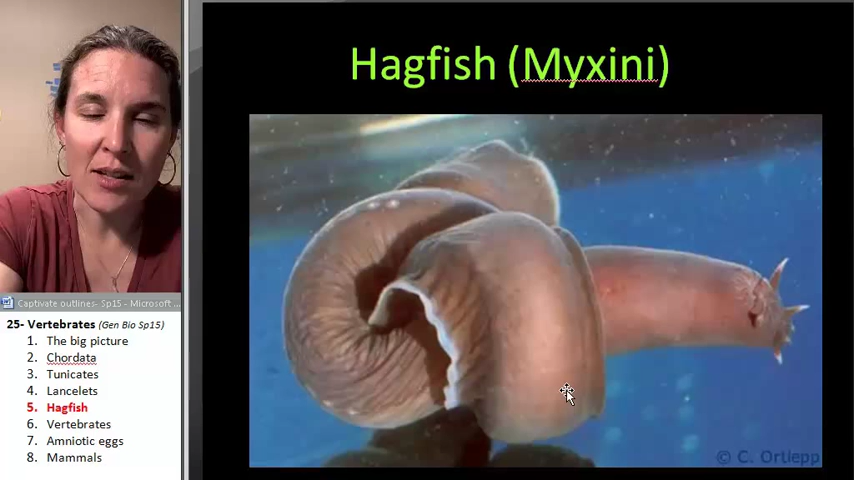 Hagfish (Myxini)
© C. Ortlepp
Captivate outlines- Sp15 - Microsoft ...
25- Vertebrates (Gen Bio Sp15)
1. The big picture
2. Chordata
3. Tunicates
4. Lancelets
5. Hagfish
6. Vertebrates
7. Amniotic eggs
8. Mammals